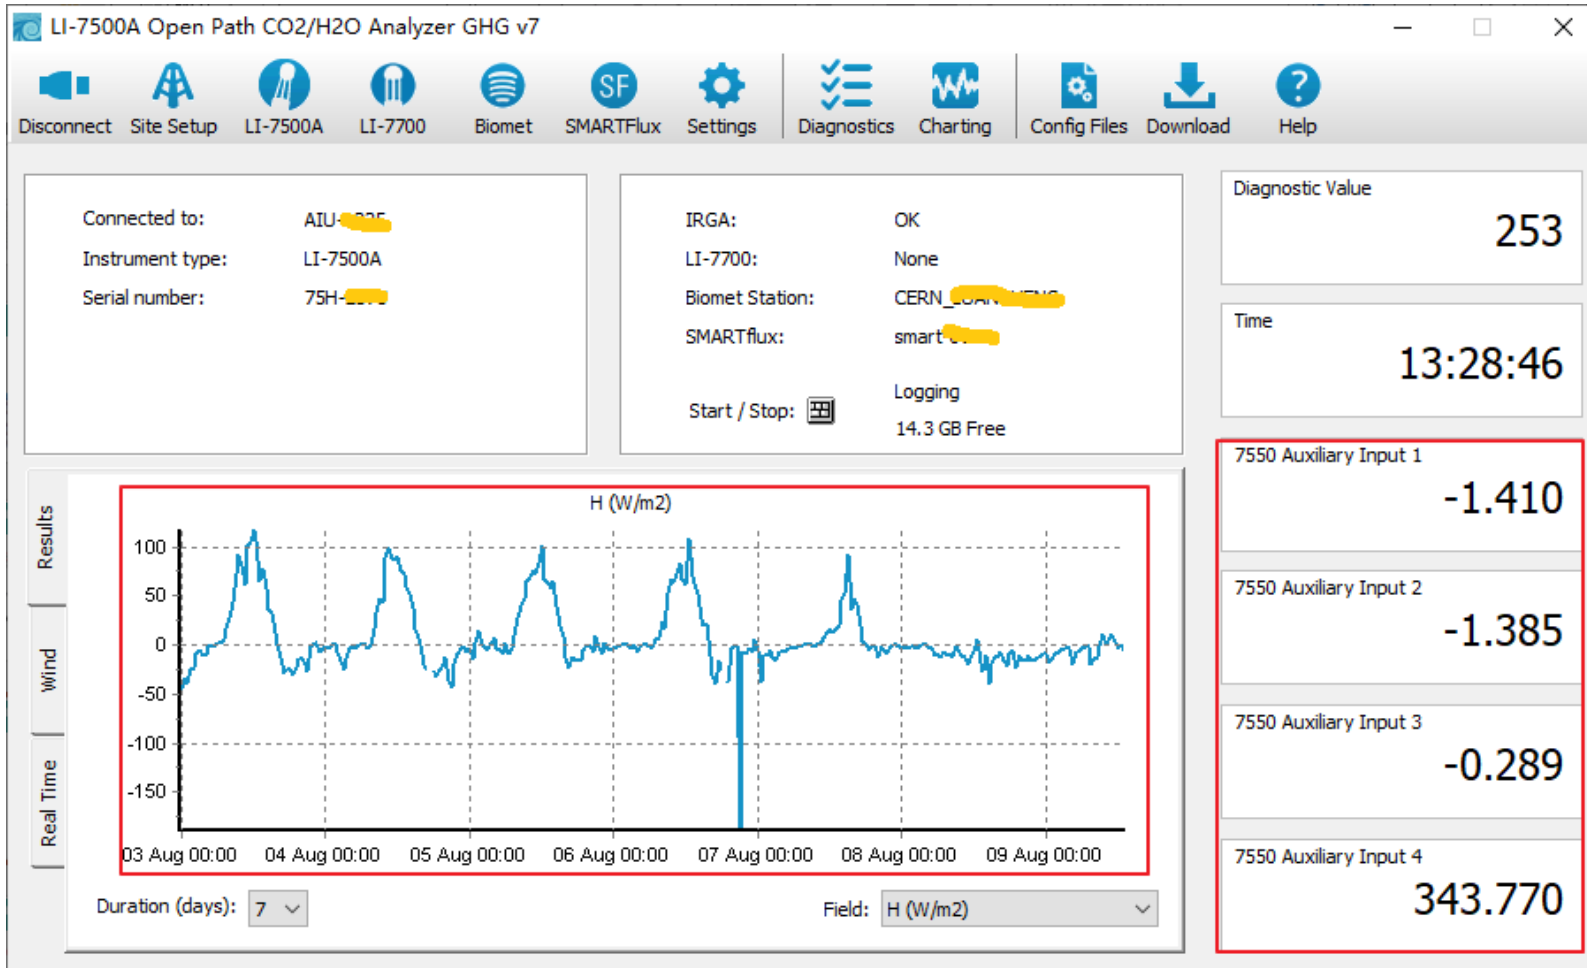 LI-7500A Open Path CO2/H2O Analyzer GHG v7
Disconnect Site Setup LI-7500A LI-7700 Biomet SMARTFlux Settings Diagnostics Charting Config Files Download Help
SF
?
Connected to: AIU-
Instrument type: LI-7500A
Serial number: 75H-
IRGA: OK
LI-7700: None
Biomet Station: CERN_
SMARTflux: smart
Logging
Start / Stop:
14.3 GB Free
Diagnostic Value
253
Time
13:28:46
7550 Auxiliary Input 1
-1.410
7550 Auxiliary Input 2
-1.385
7550 Auxiliary Input 3
-0.289
7550 Auxiliary Input 4
343.770
Results
Wind
Real Time
H (W/m2)
100
50
0
-50
-100
-150
03 Aug 00:00 04 Aug 00:00 05 Aug 00:00 06 Aug 00:00 07 Aug 00:00 08 Aug 00:00 09 Aug 00:00
Duration (days): 7
Field: H (W/m2)